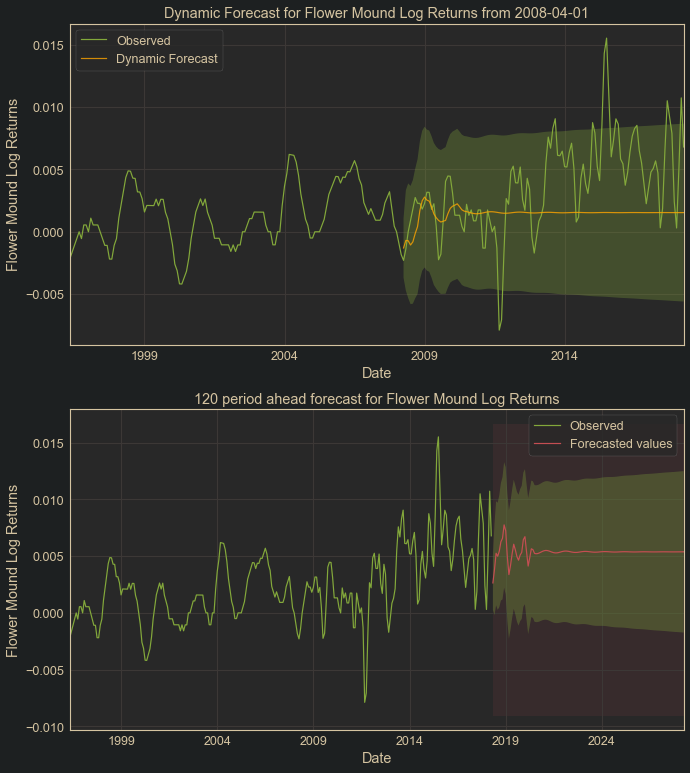 Dynamic Forecast for Flower Mound Log Returns from 2008-04-01
Observed
Dynamic Forecast
Flower Mound Log Returns
0.015
0.010
0.005
0.000
−0.005
1999
2004
2009
2014
Date
120 period ahead forecast for Flower Mound Log Returns
Observed
Forecasted values
Flower Mound Log Returns
0.015
0.010
0.005
0.000
−0.005
−0.010
1999
2004
2009
2014
2019
2024
Date